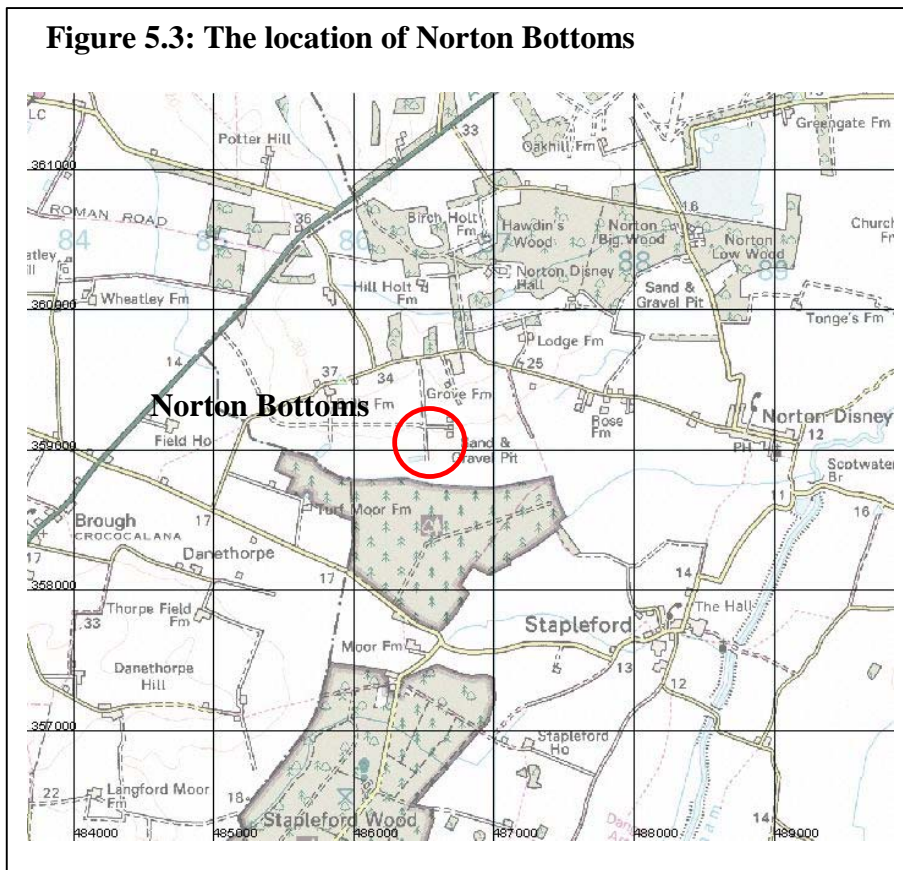 Figure 5.3: The location of Norton Bottoms
LC
Potter Hill
33
Oakhill Fm
Greengate Fm
361000
ROMAN ROAD
36
Birch Holt
Fm
Hawdin's
Wood
Norton
Big Wood
18
Norton
Low Wood
Church
84
86
88
89
Wheatley Fm
Hill Holt
Fm
Norton Disney
Hall
Sand &
Gravel Pit
Tonge's Fm
360000
Lodge Fm
14
25
37
34
Grove Fm
Norton Bottoms
Field Ho
Rose
Fm
Norton Disney
359000
Sand &
Gravel Pit
PH
12
Scotwater
Br
11
16
Turf Moor Fm
Brough
CROCOCALANA
17
17
Danethorpe
17
358000
14
Thorpe Field
Fm
The Hall
33
Stapleford
Moor Fm
13
Danethorpe
Hill
12
357000
Stapleford
Ho
22
Langford Moor
Fm
18
Stapleford Wood
14
484000
485000
486000
487000
488000
489000